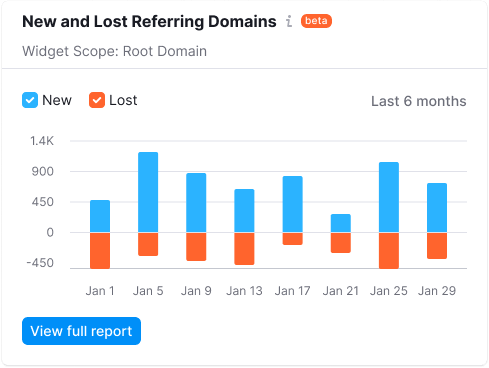 New and Lost Referring Domains i beta
Widget Scope: Root Domain
New Lost Last 6 months
1.4K
900
450
0
-450
Jan 1 Jan 5 Jan 9 Jan 13 Jan 17 Jan 21 Jan 25 Jan 29
View full report